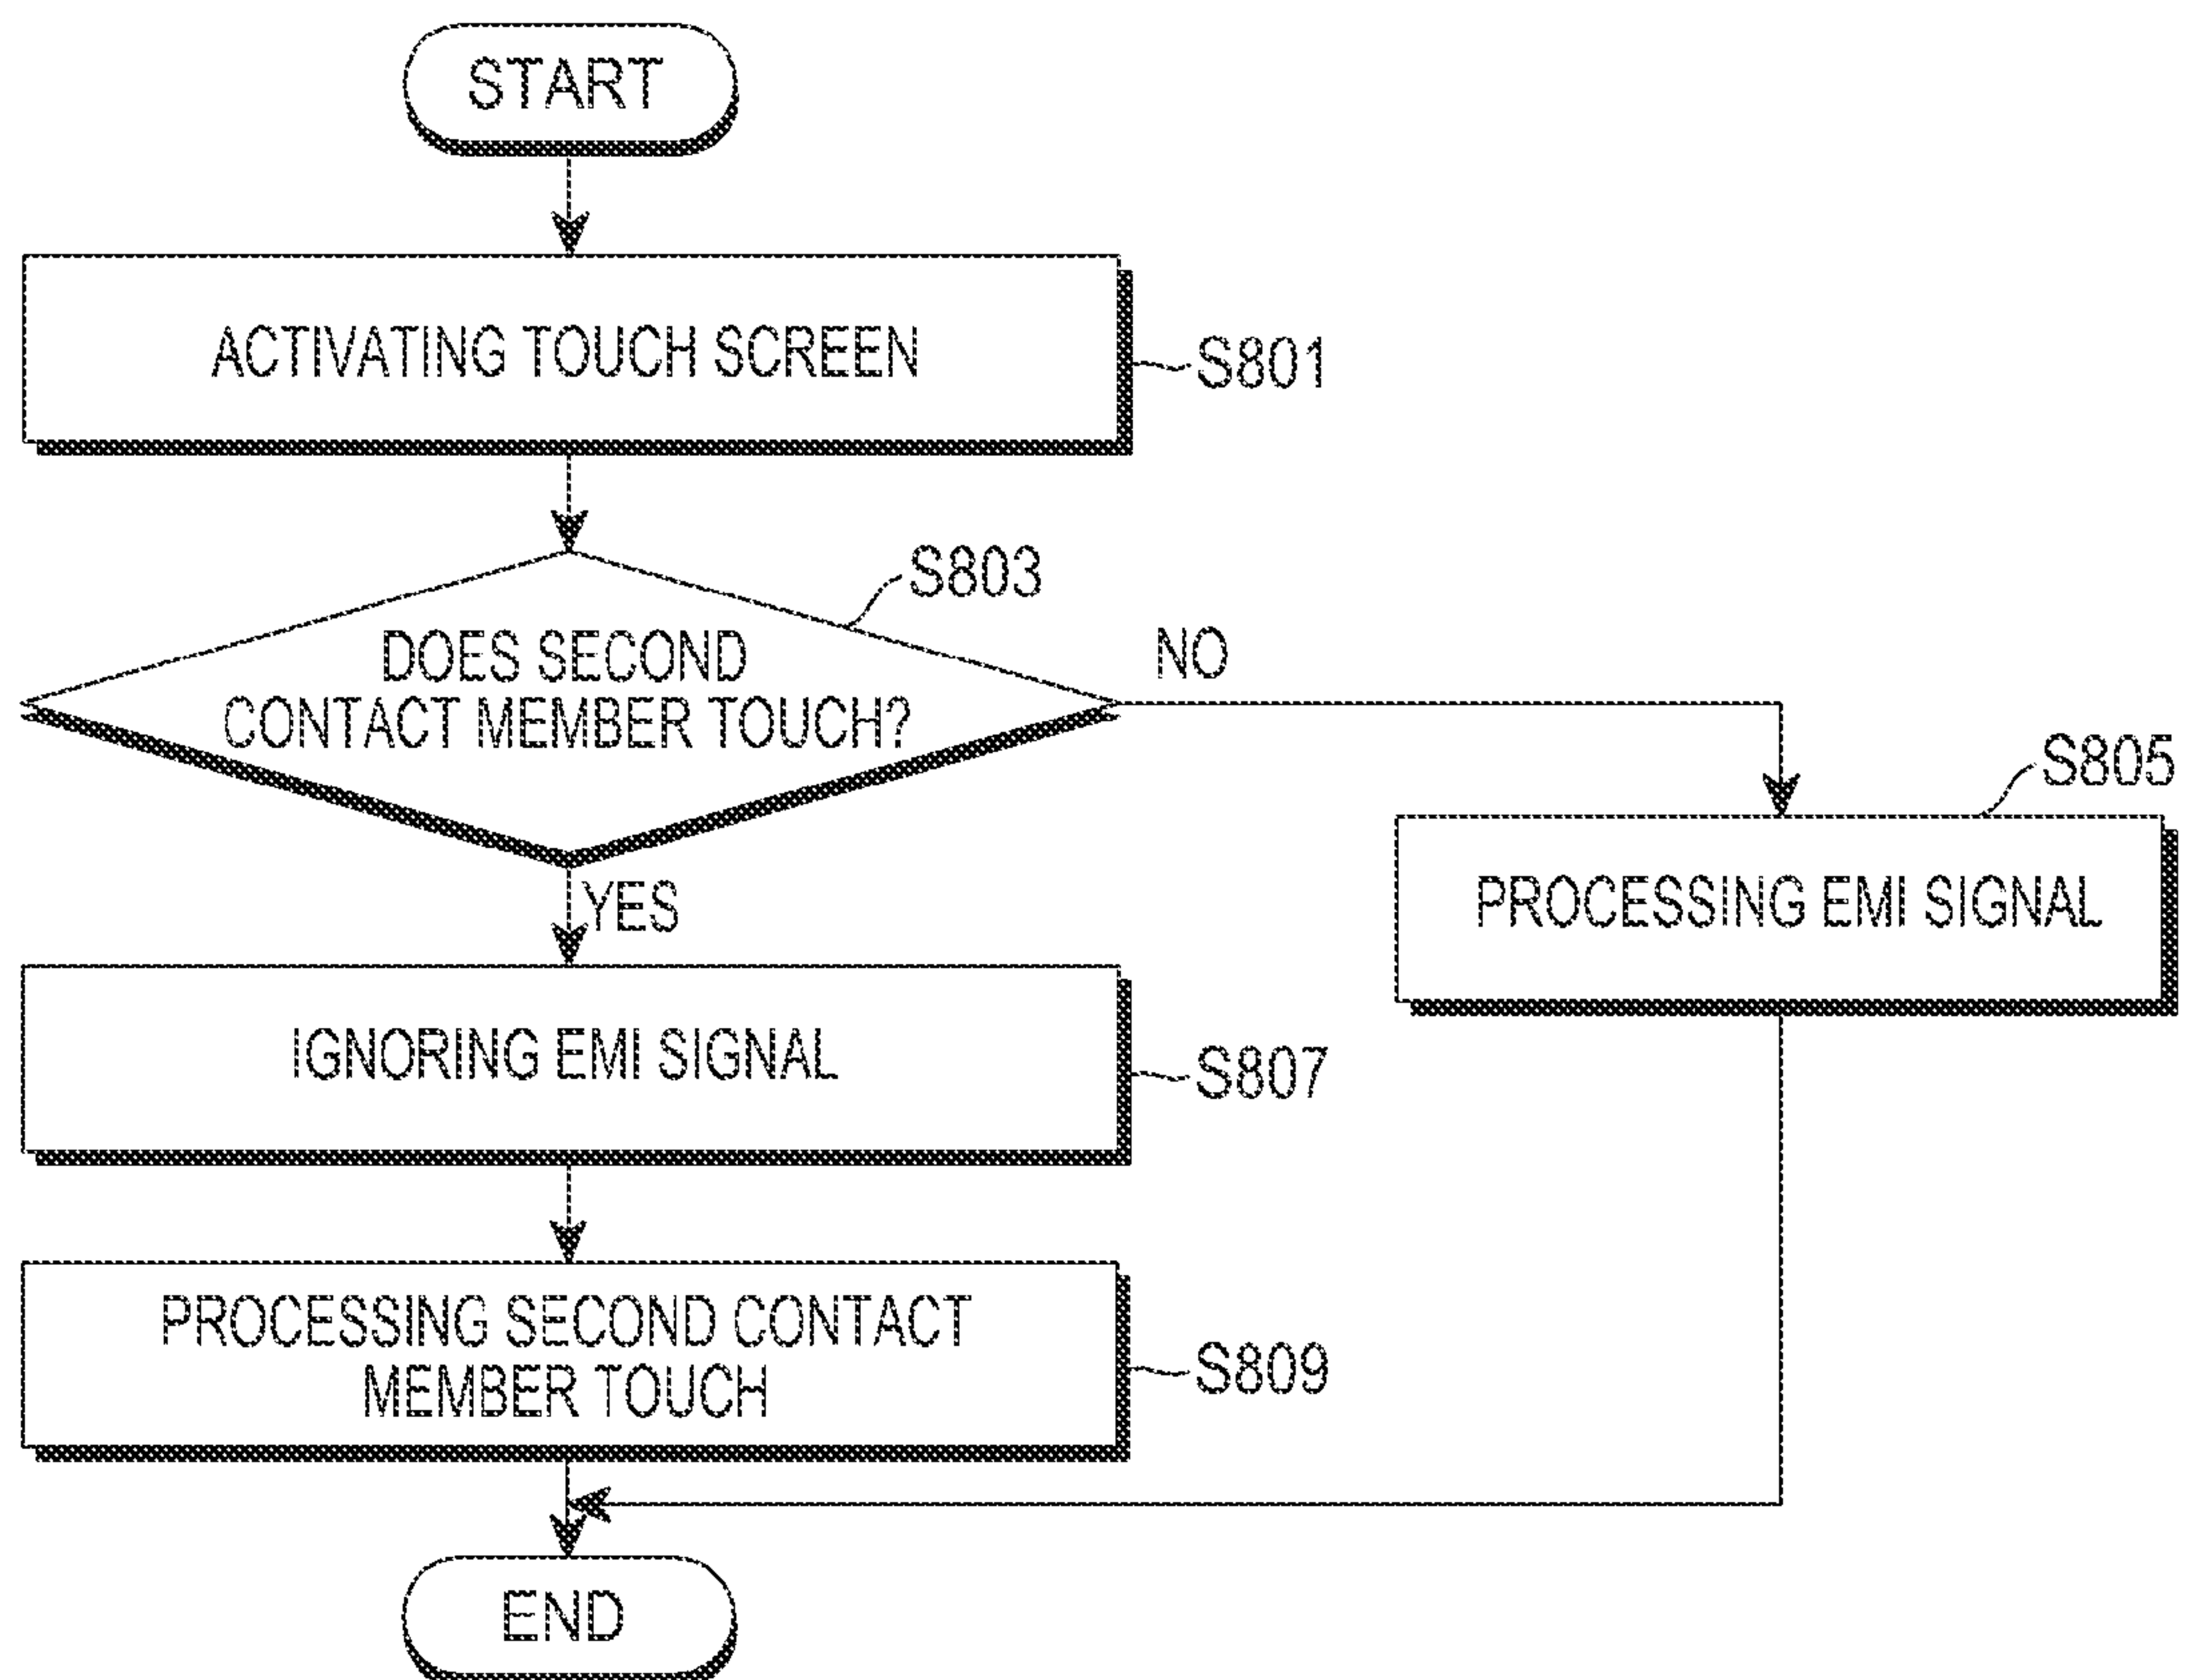 START
ACTIVATING TOUCH SCREEN
S801
S803
DOES SECOND
CONTACT MEMBER TOUCH?
NO
YES
S805
PROCESSING EMI SIGNAL
IGNORING EMI SIGNAL
S807
PROCESSING SECOND CONTACT
MEMBER TOUCH
S809
END